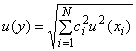 u(y) = √(∑_{i=1}^{N} c_i^2 u^2(x_i))